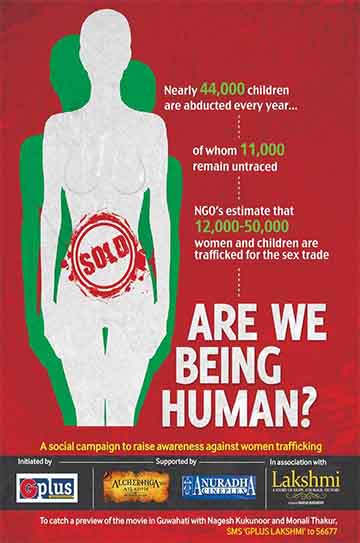 Nearly 44,000 children
are abducted every year...
of whom 11,000
remain untraced
NGO's estimate that
12,000-50,000
women and children are
trafficked for the sex trade
SOLD
ARE WE
BEING
HUMAN?
A social campaign to raise awareness against women trafficking
Initiated by
Supported by
In association with
Gplus
ALCHERINGA
ANURADHA
CINEPLEX
Lakshmi
To catch a preview of the movie in Guwahati with Nagesh Kukunoor and Monali Thakur,
SMS 'GPLUS LAKSHMI' to 56677